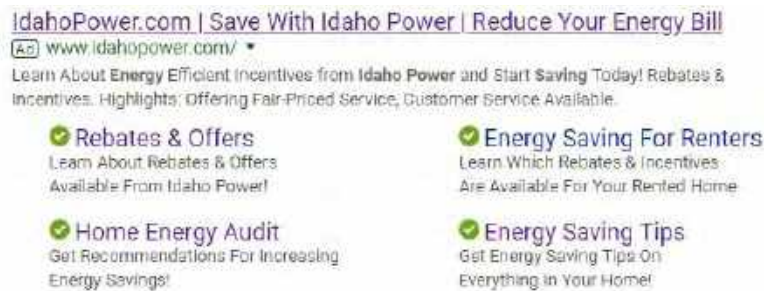 IdahoPower.com | Save With Idaho Power | Reduce Your Energy Bill
Ad www.idahopower.com/
Learn About Energy Efficient Incentives from Idaho Power and Start Saving Today! Rebates &
Incentives. Highlights: Offering Fair-Priced Service, Customer Service Available.
Rebates & Offers
Learn About Rebates & Offers
Available From Idaho Power!
Energy Saving For Renters
Learn Which Rebates & Incentives
Are Available For Your Rented Home
Home Energy Audit
Get Recommendations For Increasing
Energy Savings!
Energy Saving Tips
Get Energy Saving Tips On
Everything In Your Home!